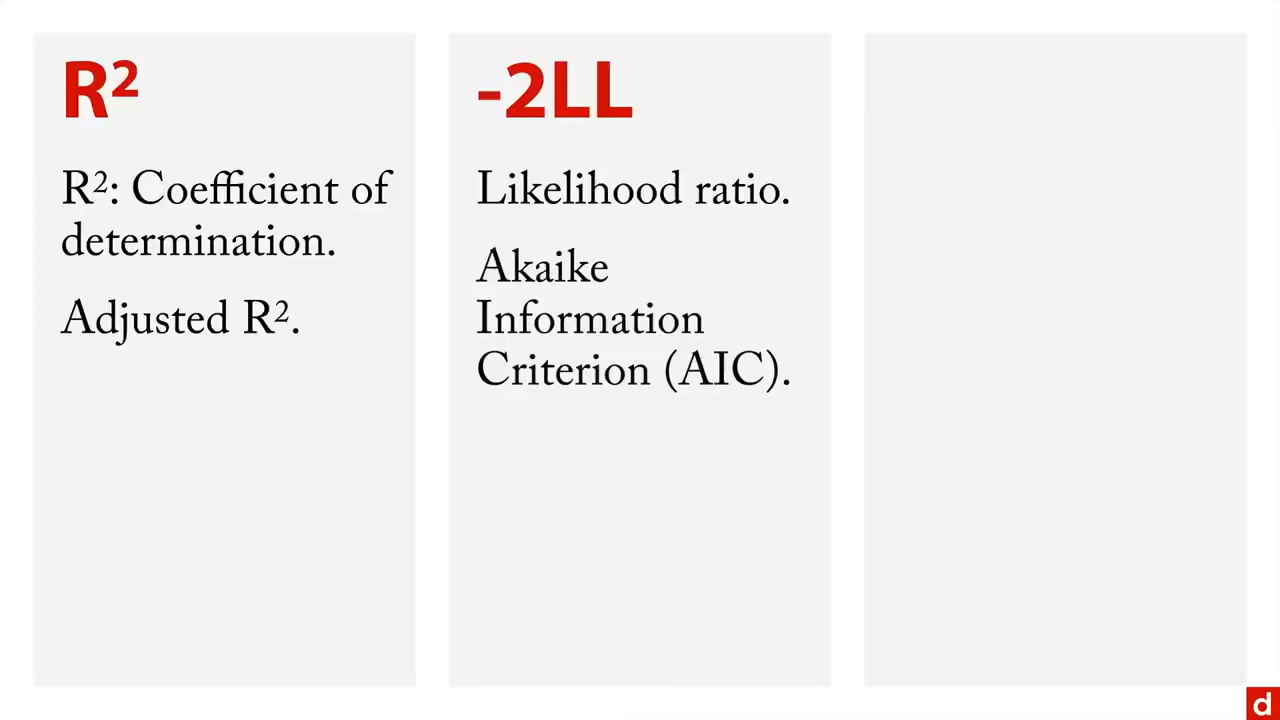 R²
R²: Coefficient of
determination.
Adjusted R².
-2LL
Likelihood ratio.
Akaike
Information
Criterion (AIC).
d